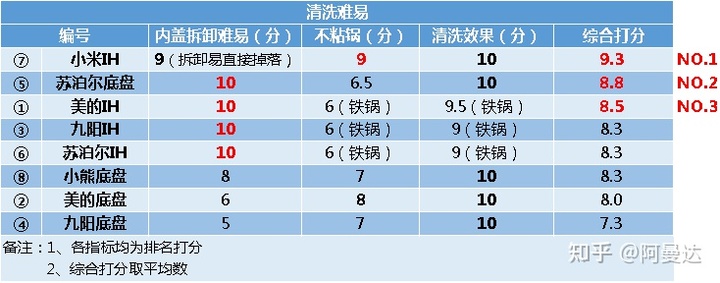 清洗难易
编号 内盖拆卸难易（分） 不粘锅（分） 清洗效果（分） 综合打分
⑦ 小米IH 9（拆卸易直接掉落） 9 10 9.3 NO.1
⑤ 苏泊尔底盘 10 6.5 10 8.8 NO.2
① 美的IH 10 6（铁锅） 9.5（铁锅） 8.5 NO.3
③ 九阳IH 10 6（铁锅） 9（铁锅） 8.3
⑥ 苏泊尔IH 10 6（铁锅） 9（铁锅） 8.3
⑧ 小熊底盘 8 7 10 8.3
② 美的底盘 6 8 10 8.0
④ 九阳底盘 5 7 10 7.3
备注：1、各指标均为排名打分
2、综合打分取平均数
知乎 @阿曼达